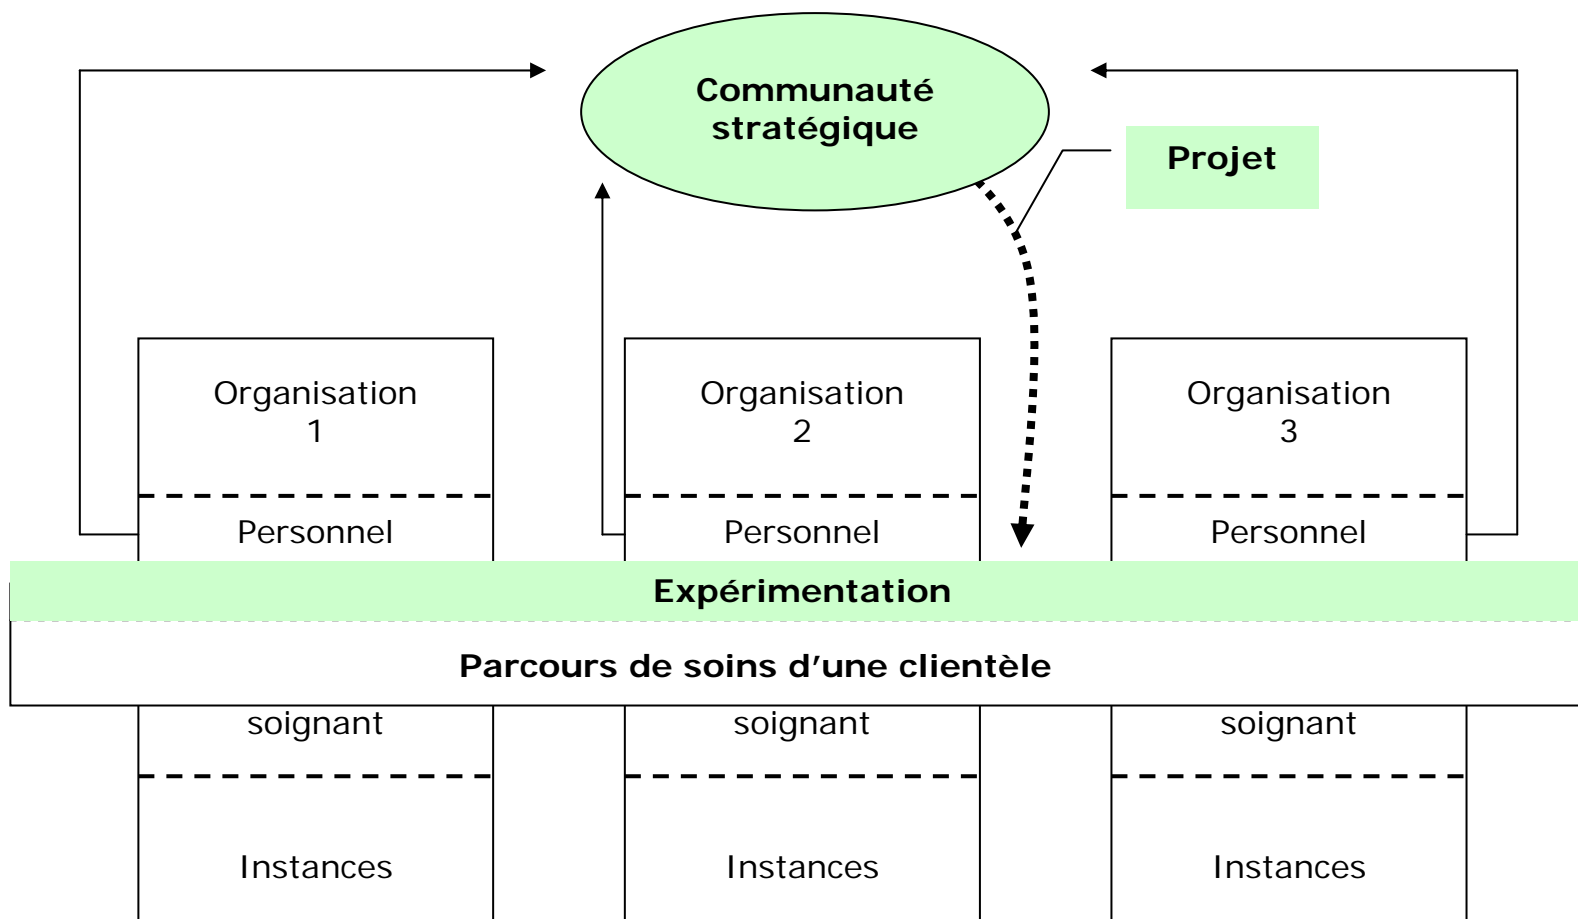 Communauté
stratégique
Projet
Organisation
1
Organisation
2
Organisation
3
Personnel
Personnel
Personnel
Expérimentation
Parcours de soins d’une clientèle
soignant
soignant
soignant
Instances
Instances
Instances